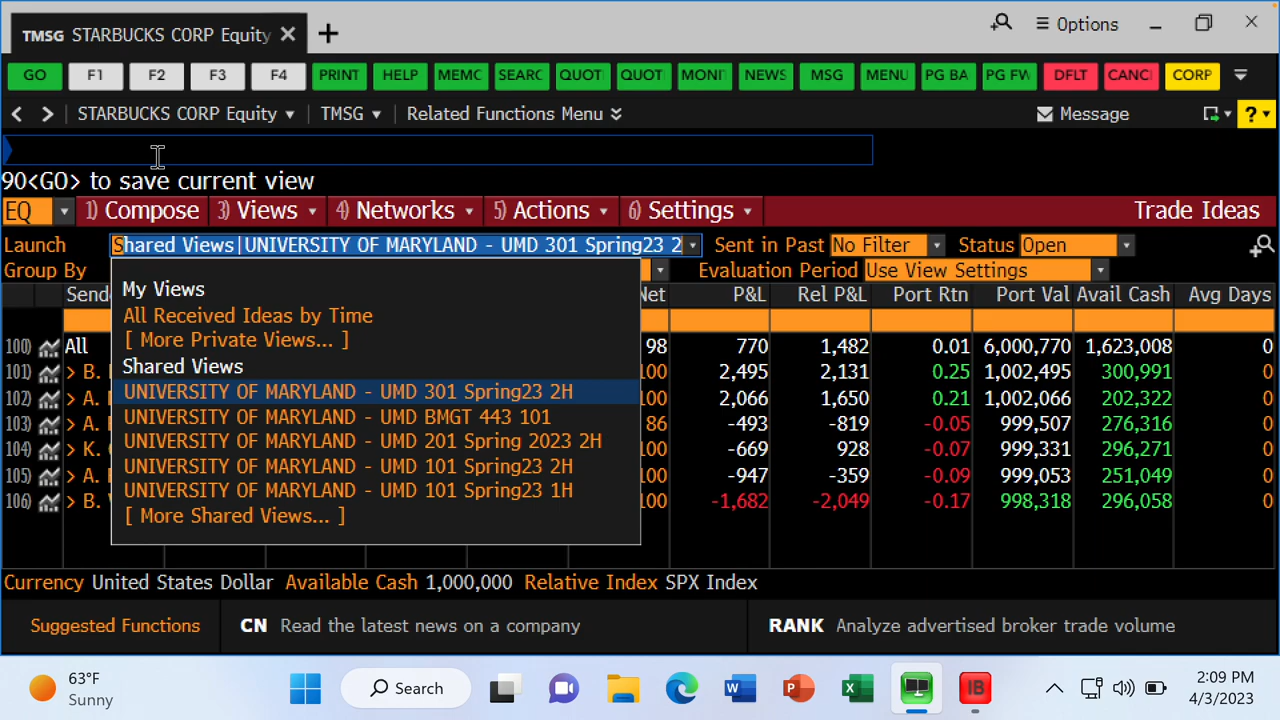 TMSG STARBUCKS CORP Equity
Options
GO F1 F2 F3 F4 PRINT HELP MEMC SEARC QUOTI QUOTI MONI NEWS MSG MENU PG BA PG FW DFLT CANCI CORP
STARBUCKS CORP Equity TMSG Related Functions Menu Message ?
90<GO> to save current view
EQ 1) Compose 3) Views 4) Networks 5) Actions 6) Settings Trade Ideas
Launch Shared Views|UNIVERSITY OF MARYLAND - UMD 301 Spring23 2 Sent in Past No Filter Status Open
Group By Evaluation Period Use View Settings
Sende Net P&L Rel P&L Port Rtn Port Val Avail Cash Avg Days
My Views
All Received Ideas by Time
[ More Private Views... ]
Shared Views
UNIVERSITY OF MARYLAND - UMD 301 Spring23 2H
UNIVERSITY OF MARYLAND - UMD BMGT 443 101
UNIVERSITY OF MARYLAND - UMD 201 Spring 2023 2H
UNIVERSITY OF MARYLAND - UMD 101 Spring23 2H
UNIVERSITY OF MARYLAND - UMD 101 Spring23 1H
[ More Shared Views... ]
100) All 98 770 1,482 0.01 6,000,770 1,623,008 0
101) > B. 100 2,495 2,131 0.25 1,002,495 300,991 0
102) > A. 100 2,066 1,650 0.21 1,002,066 202,322 0
103) > A. 86 -493 -819 -0.05 999,507 276,316 0
104) > K. 100 -669 928 -0.07 999,331 296,271 0
105) > A. 100 -947 -359 -0.09 999,053 251,049 0
106) > B. 100 -1,682 -2,049 -0.17 998,318 296,058 0
Currency United States Dollar Available Cash 1,000,000 Relative Index SPX Index
Suggested Functions CN Read the latest news on a company RANK Analyze advertised broker trade volume
63°F
Sunny
Search
IB
2:09 PM
4/3/2023